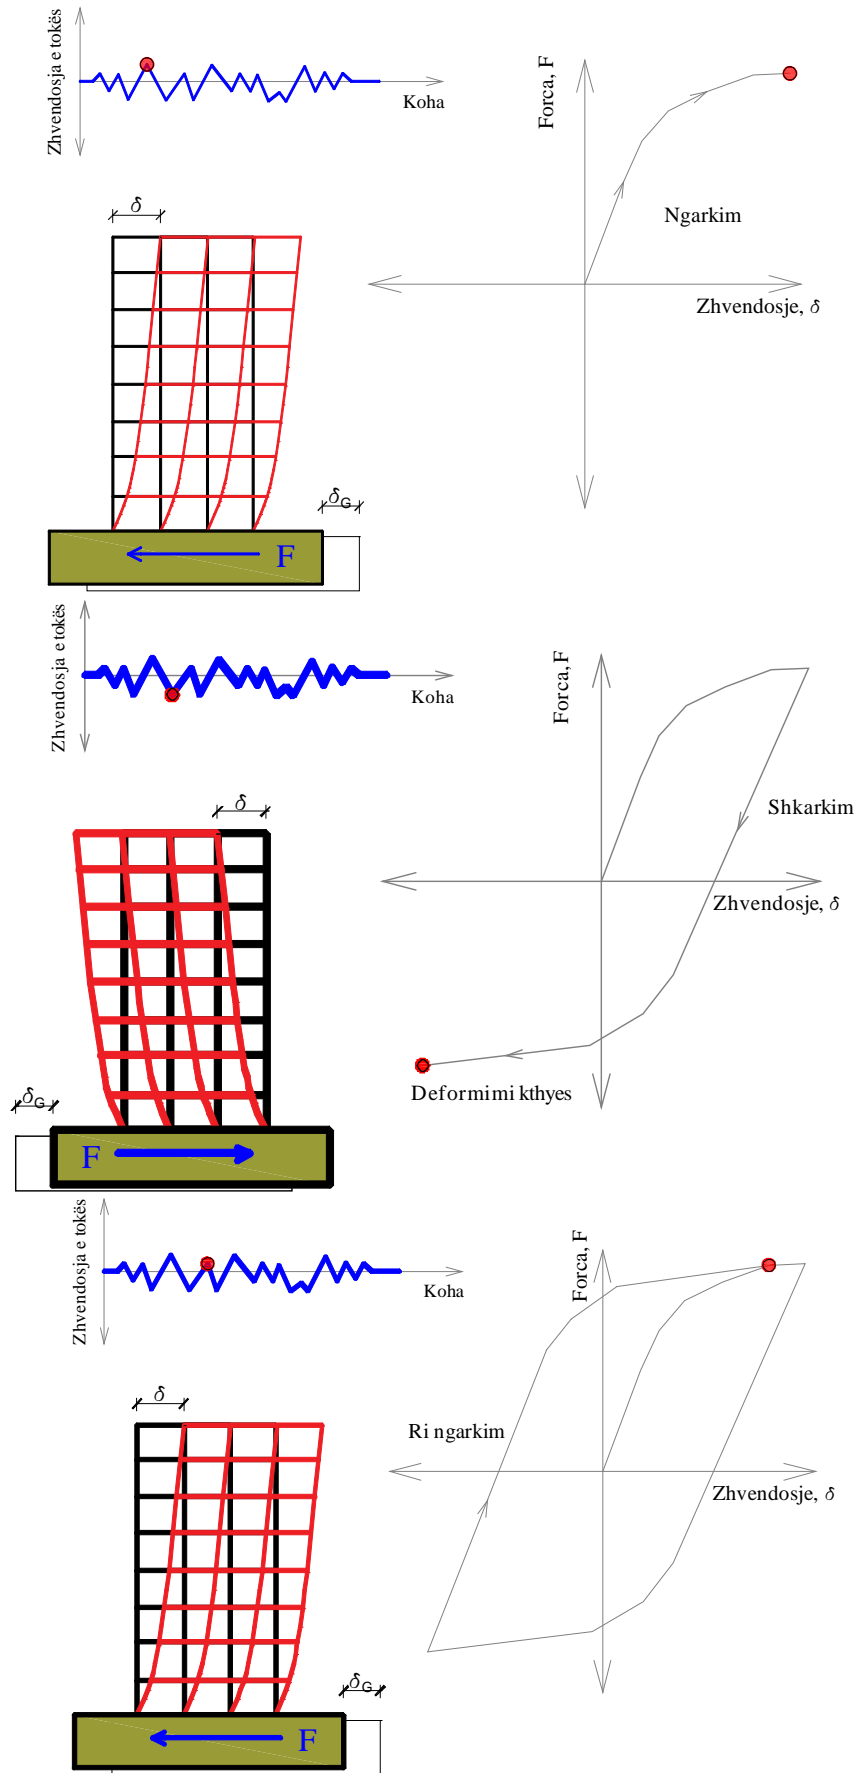 Zhvendosja e tokës
Koha
Forca, F
Ngarkim
Zhvendosje, δ
δ
δG
F
Zhvendosja e tokës
Koha
Forca, F
Shkarkim
Zhvendosje, δ
Deformimi kthyes
δ
δG
F
Zhvendosja e tokës
Koha
Forca, F
Ri ngarkim
Zhvendosje, δ
δ
δG
F